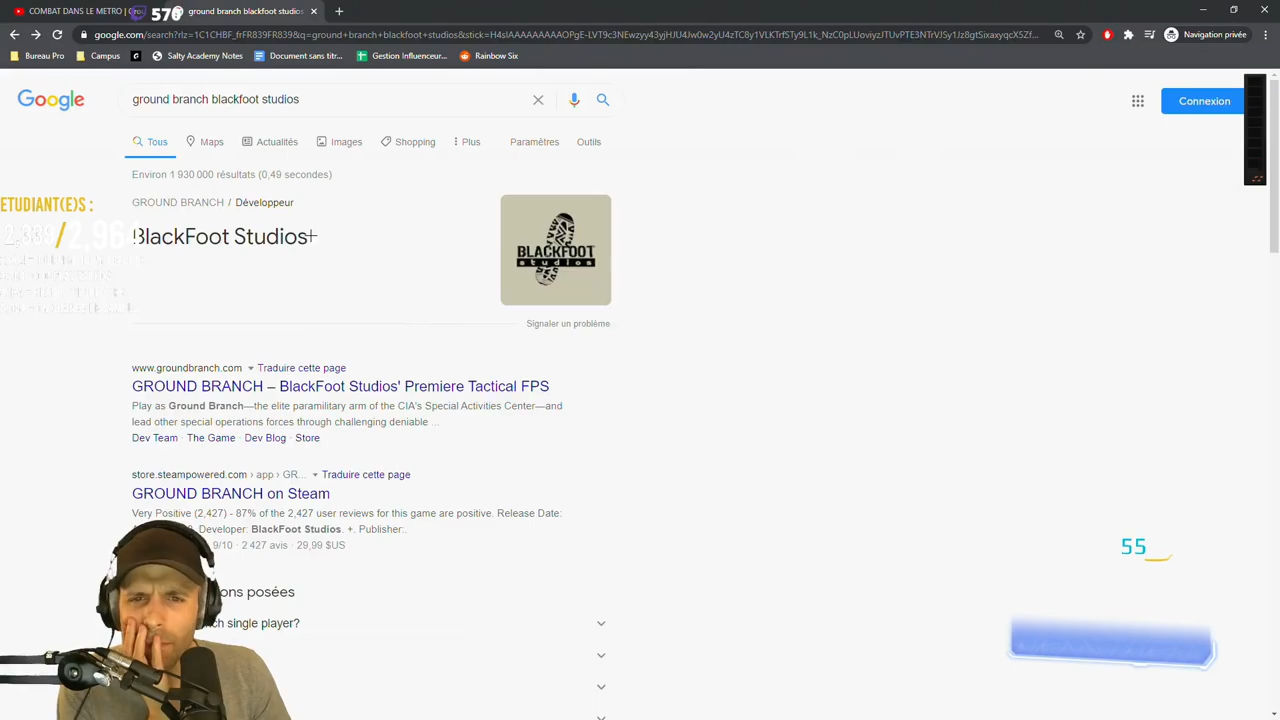 COMBAT DANS LE METRO | G
570
ground branch blackfoot studios
google.com/search?rlz=1C1CHBF_frFR839FR839&q=ground+branch+blackfoot+studios&stick=
Navigation privée
Bureau Pro
Campus
Salty Academy Notes
Document sans titr...
Gestion Influenceur...
Rainbow Six
Google
ground branch blackfoot studios
Connexion
Tous
Maps
Actualités
Images
Shopping
Plus
Paramètres
Outils
Environ 1 930 000 résultats (0,49 secondes)
ETUDIANT(E)S :
GROUND BRANCH / Développeur
BlackFoot Studios
BLACKFOOT
studios
Signaler un problème
www.groundbranch.com
Traduire cette page
GROUND BRANCH – BlackFoot Studios' Premiere Tactical FPS
Play as Ground Branch—the elite paramilitary arm of the CIA's Special Activities Center—and
lead other special operations forces through challenging deniable ...
Dev Team · The Game · Dev Blog · Store
store.steampowered.com › app › GR...
Traduire cette page
GROUND BRANCH on Steam
Very Positive (2,427) - 87% of the 2,427 user reviews for this game are positive. Release Date:
Developer: BlackFoot Studios. +. Publisher:.
9/10 · 2 427 avis · 29,99 $US
55
ons posées
ch single player?